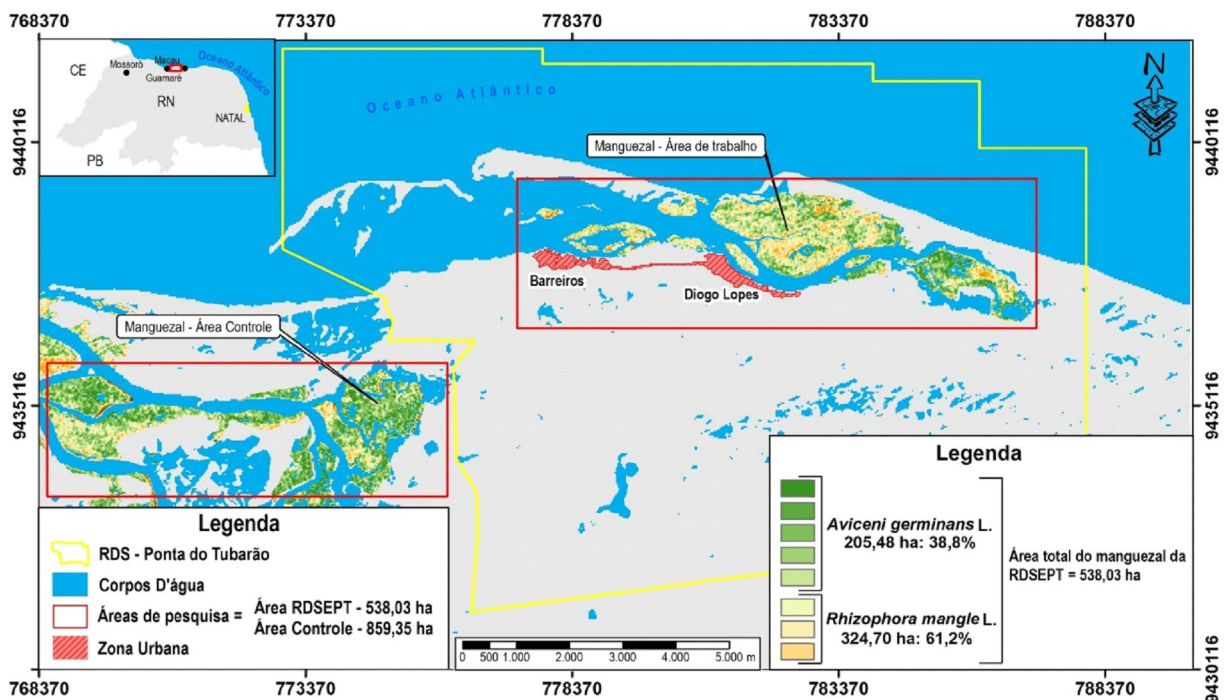 768370
773370
778370
783370
788370
Oceano Atlântico
Mossoró
Macau
Guamaré
CE
RN
NATAL
PB
Oceano Atlântico
N
9440116
9440116
Manguezal - Área de trabalho
Barreiros
Diogo Lopes
Manguezal - Área Controle
9435116
9435116
Legenda
RDS - Ponta do Tubarão
Corpos D'água
Áreas de pesquisa = Área RDSEPT - 538,03 ha
Área Controle - 859,35 ha
Zona Urbana
0 500 1.000 2.000 3.000 4.000 5.000 m
Legenda
Aviceni germinans L.
205,48 ha: 38,8%
Rhizophora mangle L.
324,70 ha: 61,2%
Área total do manguezal da
RDSEPT = 538,03 ha
9430116
768370
773370
778370
783370
788370